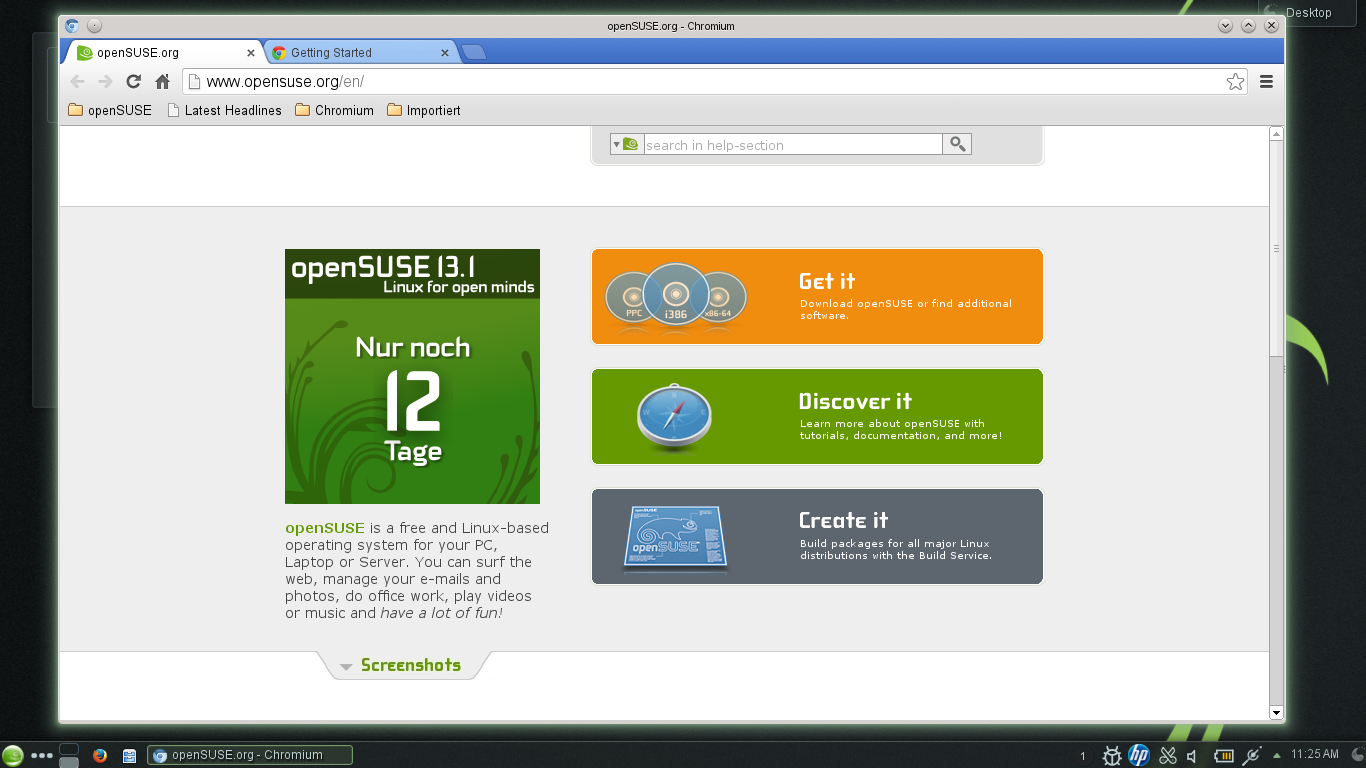 Desktop
openSUSE.org - Chromium
openSUSE.org
Getting Started
www.opensuse.org/en/
openSUSE
Latest Headlines
Chromium
Importiert
search in help-section
openSUSE 13.1
Linux for open minds
Nur noch
12
Tage
openSUSE is a free and Linux-based
operating system for your PC,
Laptop or Server. You can surf the
web, manage your e-mails and
photos, do office work, play videos
or music and have a lot of fun!
PPC
i386
x86-64
Get it
Download openSUSE or find additional
software.
Discover it
Learn more about openSUSE with
tutorials, documentation, and more!
openSUSE
Create it
Build packages for all major Linux
distributions with the Build Service.
Screenshots
openSUSE.org - Chromium
1
hp
11:25 AM